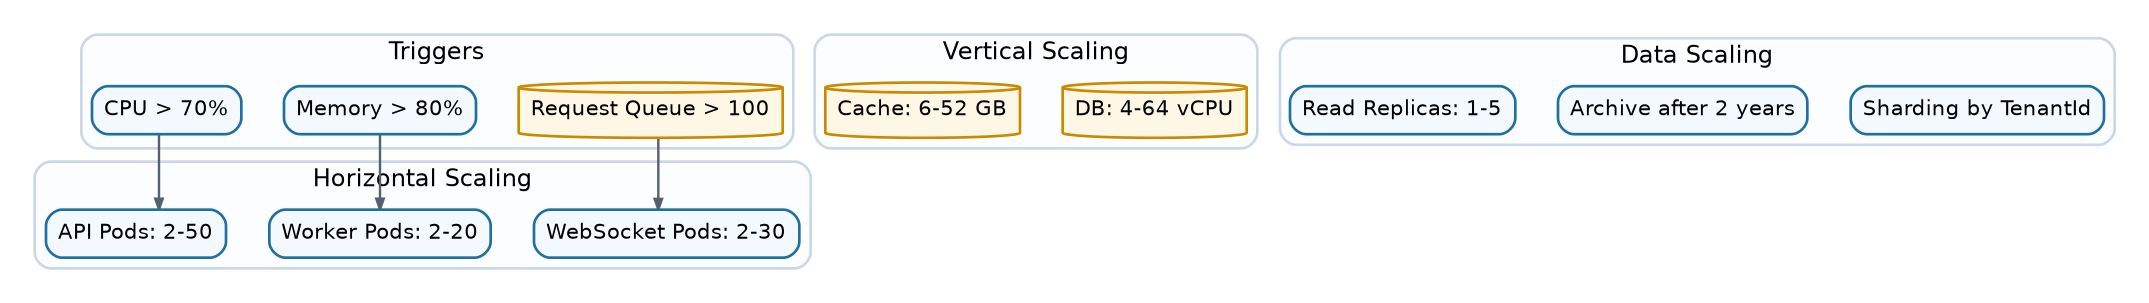 Triggers
CPU > 70%
Memory > 80%
Request Queue > 100
Horizontal Scaling
API Pods: 2-50
Worker Pods: 2-20
WebSocket Pods: 2-30
Vertical Scaling
Cache: 6-52 GB
DB: 4-64 vCPU
Data Scaling
Read Replicas: 1-5
Archive after 2 years
Sharding by TenantId